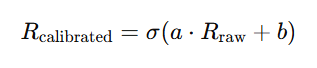 R_calibrated = σ(a · R_raw + b)